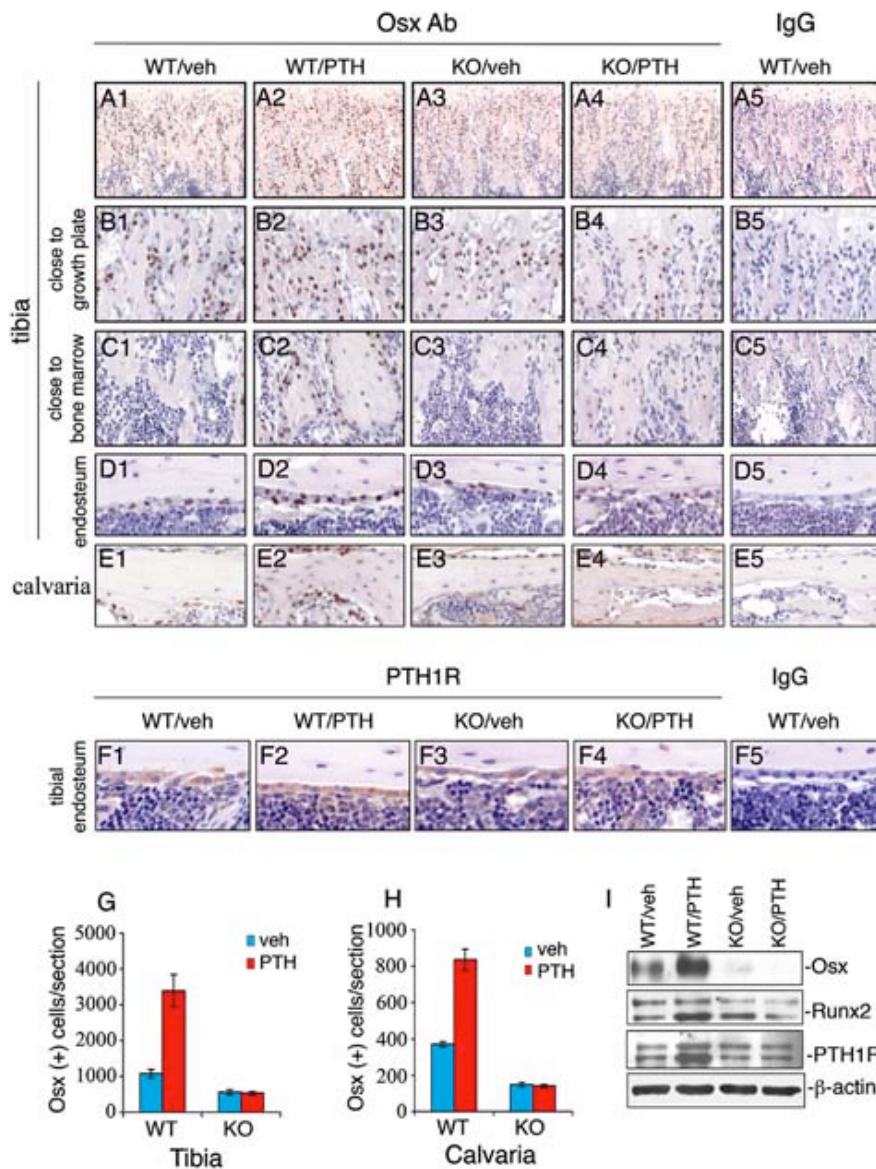 Osx Ab IgG
WT/veh WT/PTH KO/veh KO/PTH WT/veh
A1 A2 A3 A4 A5
tibia
close to
growth plate
B1 B2 B3 B4 B5
close to
bone marrow
C1 C2 C3 C4 C5
endosteum
D1 D2 D3 D4 D5
calvaria
E1 E2 E3 E4 E5
PTH1R IgG
WT/veh WT/PTH KO/veh KO/PTH WT/veh
tibial
endosteum
F1 F2 F3 F4 F5
G
Osx (+) cells/section
5000
4000
3000
2000
1000
0
veh
PTH
WT KO
Tibia
H
Osx (+) cells/section
800
600
400
200
0
veh
PTH
WT KO
Calvaria
I
WT/veh WT/PTH KO/veh KO/PTH
-Osx
-Runx2
-PTH1R
-β-actin